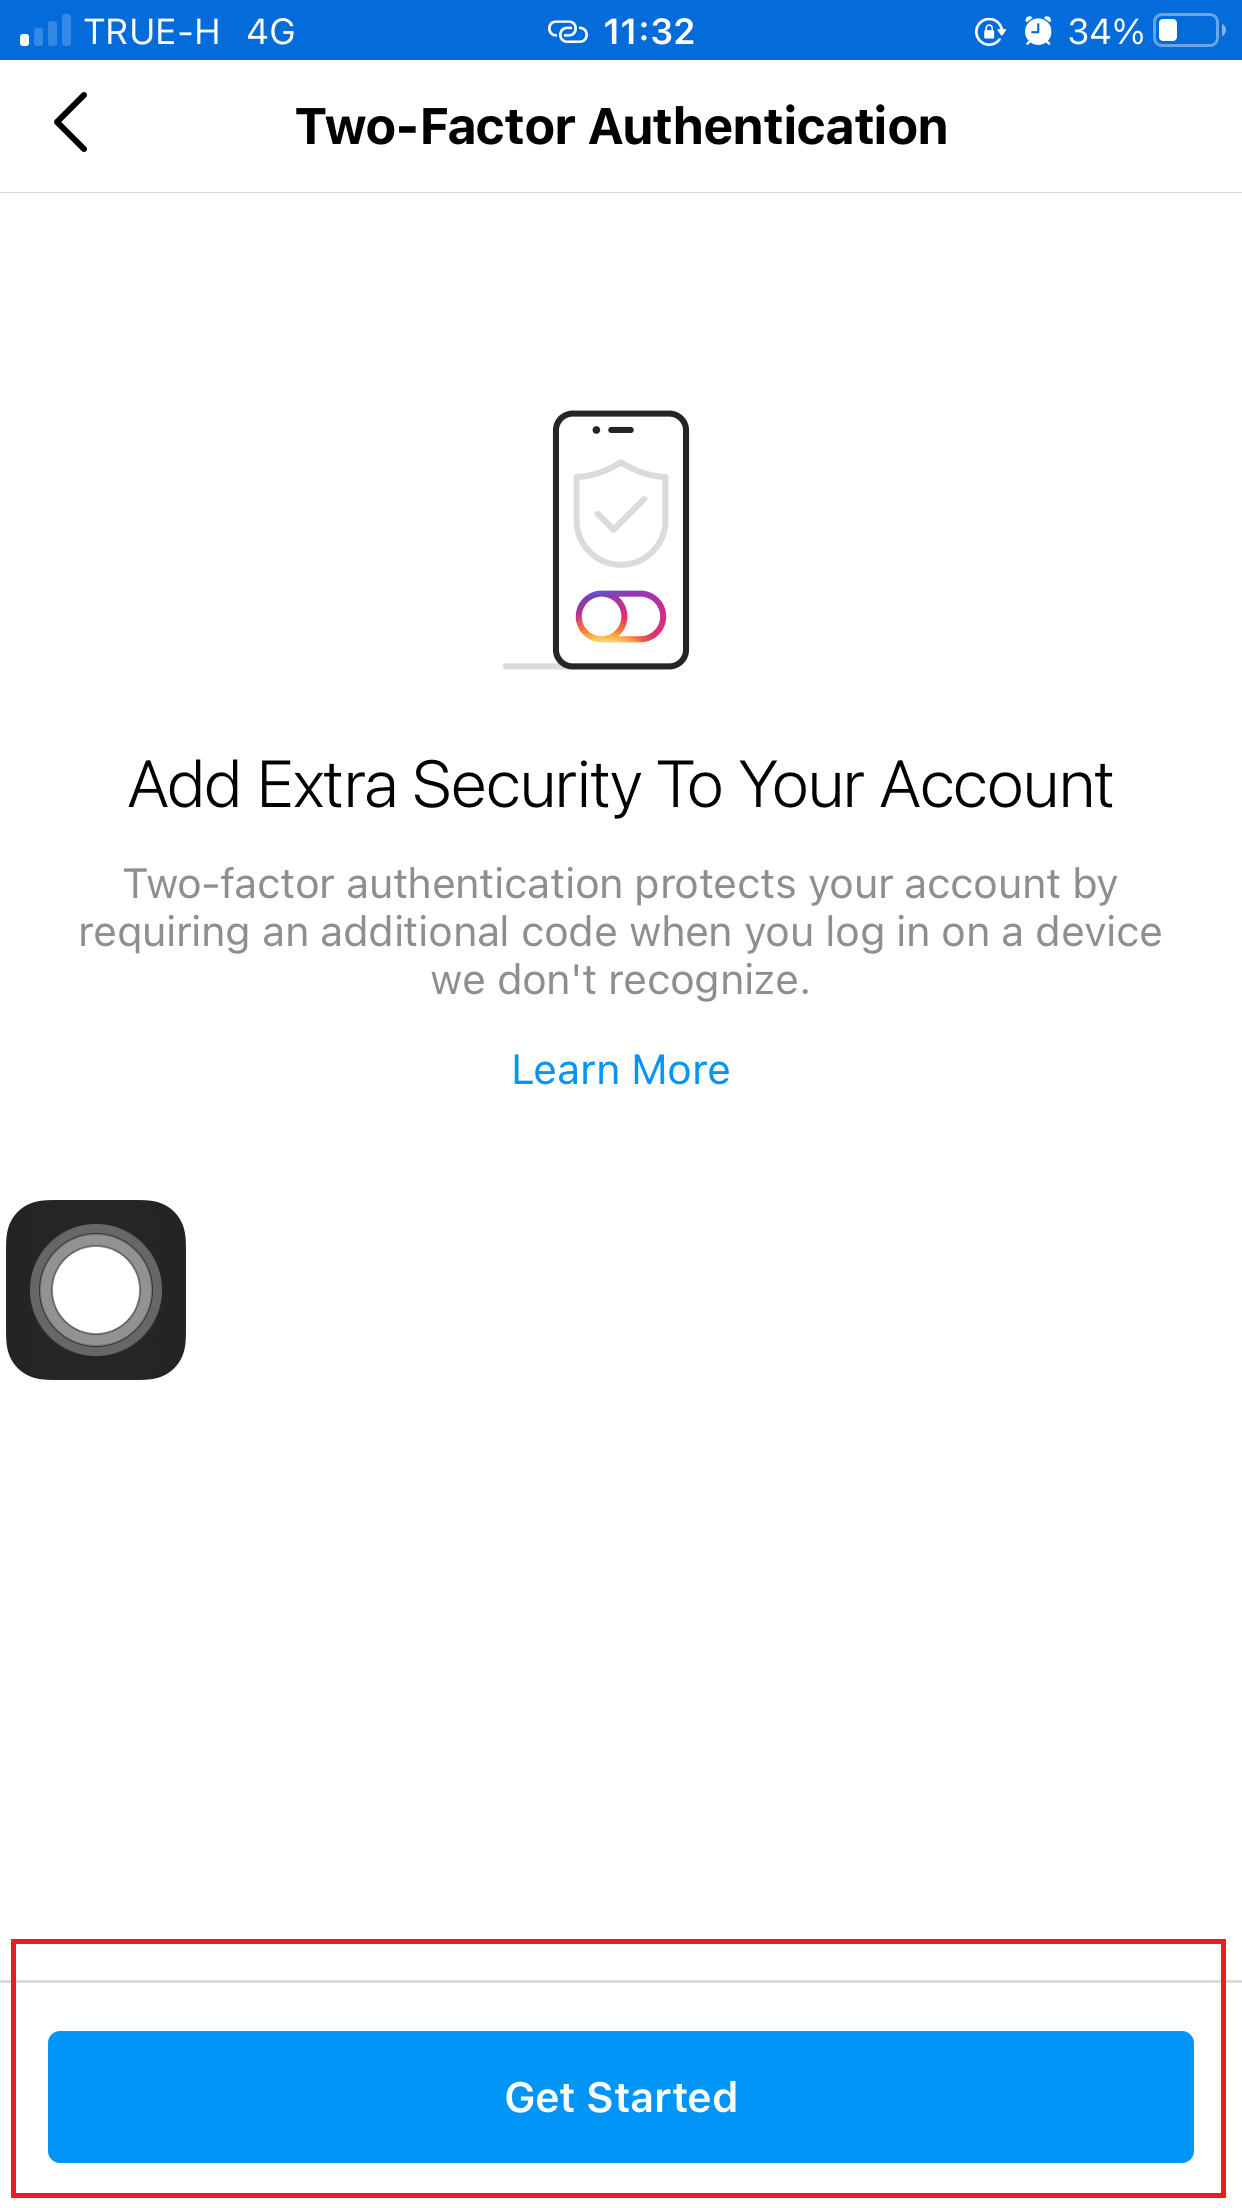 TRUE-H 4G 11:32 34%
Two-Factor Authentication
Add Extra Security To Your Account
Two-factor authentication protects your account by
requiring an additional code when you log in on a device
we don't recognize.
Learn More
Get Started